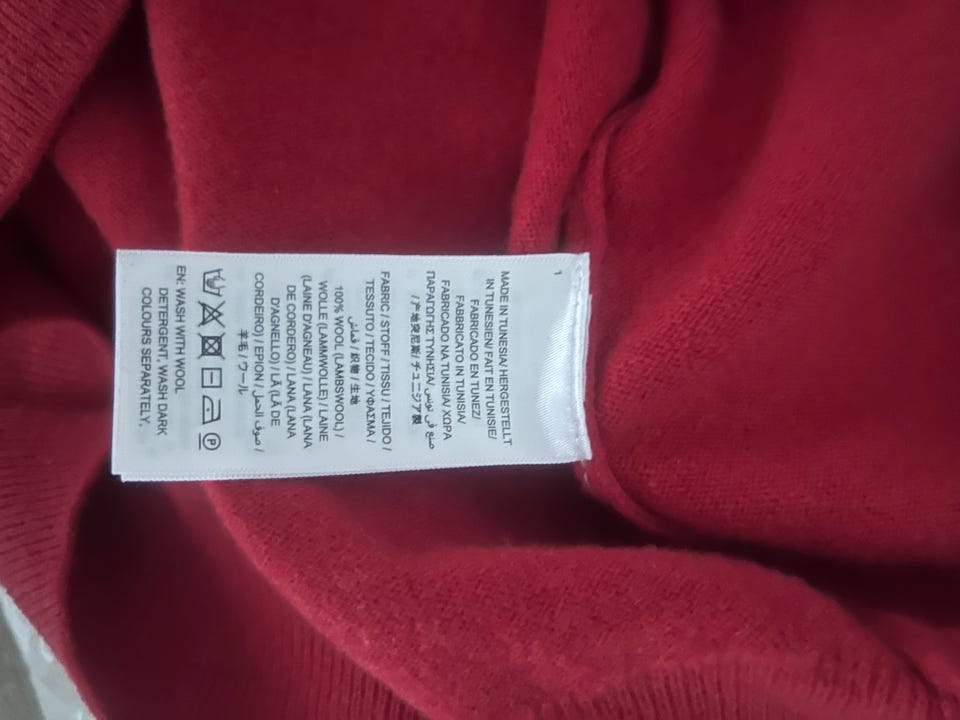 1
MADE IN TUNESIA/ HERGESTELLT
IN TUNESIEN/ FAIT EN TUNISIE/
FABRICADO EN TUNEZ/
FABBRICATO IN TUNISIA/
FABRICADO NA TUNISIA/ ΧΩΡΑ
ΠΑΡΑΓΩΓΗΣ ΤΥΝΗΣΙΑ/ صنع في تونس
/ 产地突尼斯/ チュニジア製
FABRIC / STOFF / TISSU / TEJIDO /
TESSUTO / TECIDO / ΥΦΑΣΜΑ /
قماش / 织物 / 生地
100% WOOL (LAMBSWOOL) /
WOLLE (LAMMWOLLE) / LAINE
(LAINE D'AGNEAU) / LANA (LANA
DE CORDERO) / LANA (LANA
D'AGNELLO) / LÃ (LÃ DE
CORDEIRO) / ΕΡΙΟΝ / صوف الحمل /
羊毛 / ウール
P
EN: WASH WITH WOOL
DETERGENT, WASH DARK
COLOURS SEPARATELY,